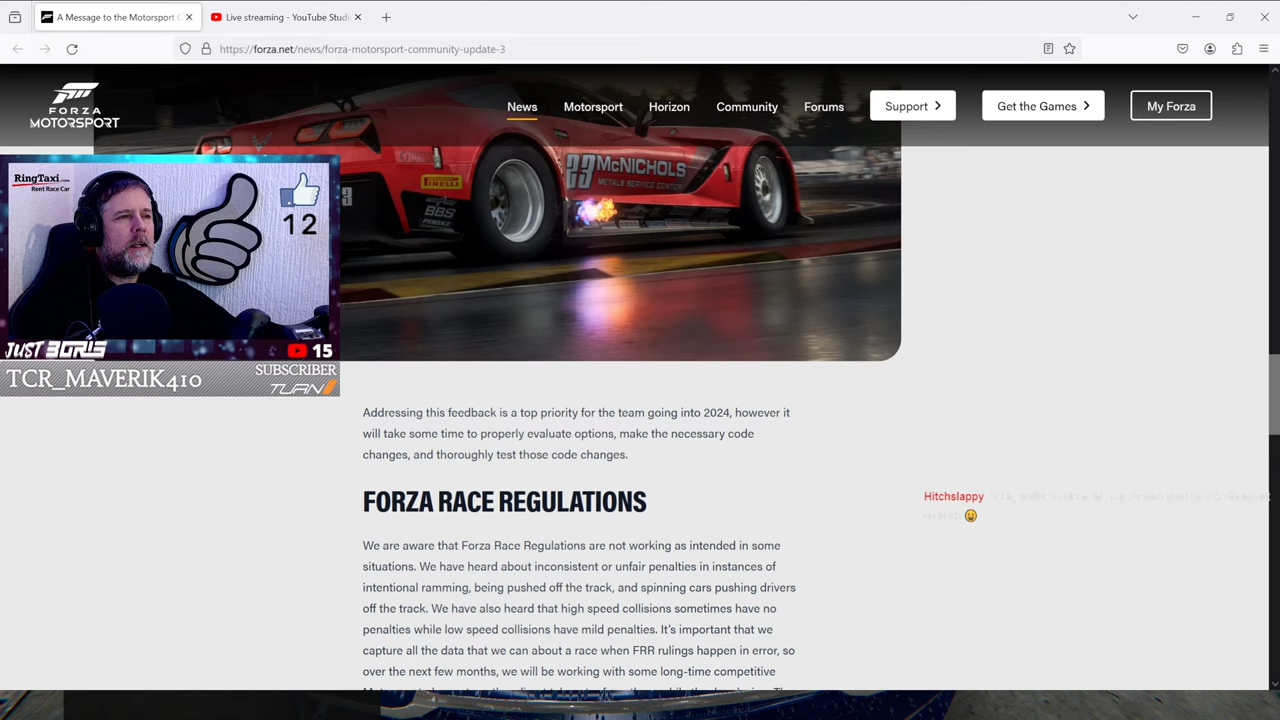 A Message to the Motorsport C
Live streaming - YouTube Studi
https://forza.net/news/forza-motorsport-community-update-3
FORZA
MOTORSPORT
News
Motorsport
Horizon
Community
Forums
Support
Get the Games
My Forza
33 McNICHOLS
METALS SERVICE CENTER
PIRELLI
BBS
RingTaxi.com
Rent Race Car
12
JUST BORIS
15
TCR_MAVERIK410
SUBSCRIBER
TURN
Addressing this feedback is a top priority for the team going into 2024, however it
will take some time to properly evaluate options, make the necessary code
changes, and thoroughly test those code changes.
FORZA RACE REGULATIONS
Hitchslappy
We are aware that Forza Race Regulations are not working as intended in some
situations. We have heard about inconsistent or unfair penalties in instances of
intentional ramming, being pushed off the track, and spinning cars pushing drivers
off the track. We have also heard that high speed collisions sometimes have no
penalties while low speed collisions have mild penalties. It's important that we
capture all the data that we can about a race when FRR rulings happen in error, so
over the next few months, we will be working with some long-time competitive